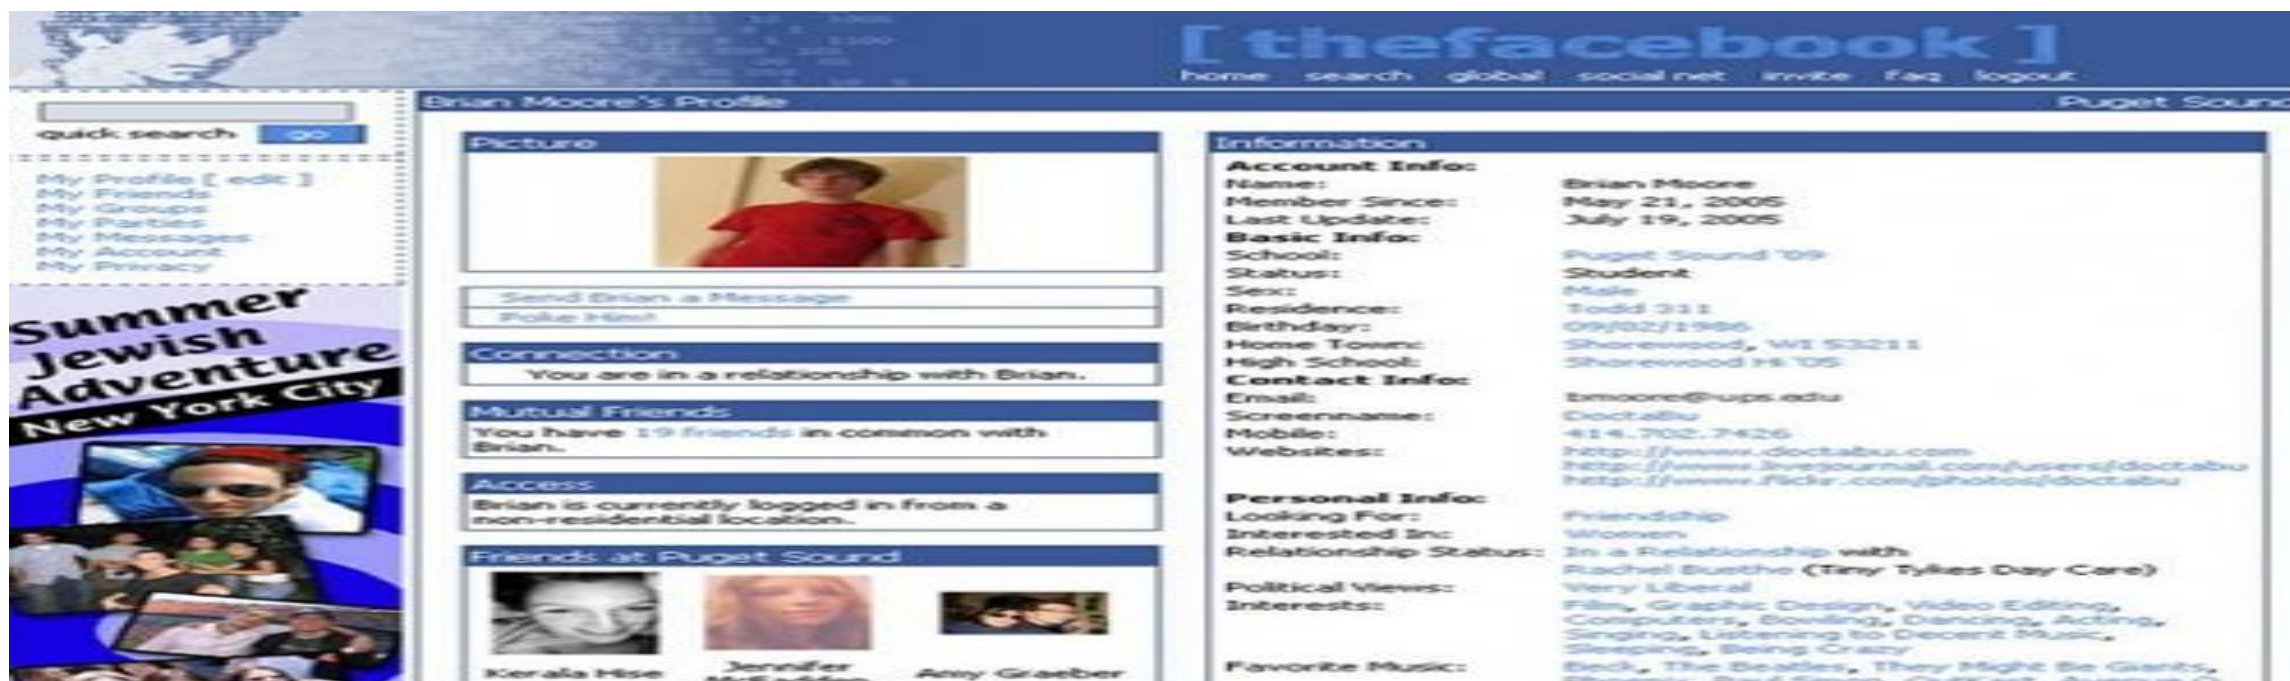 [ thefacebook ]
home search global social net invite faq logout
quick search go
My Profile [ edit ]
My Friends
My Groups
My Parties
My Messages
My Account
My Privacy
Summer
Jewish
Adventure
New York City
Brian Moore's Profile
Puget Sound
Picture
Send Brian a Message
Poke Him!
Connection
You are in a relationship with Brian.
Mutual Friends
You have 19 friends in common with
Brian.
Access
Brian is currently logged in from a
non-residential location.
Friends at Puget Sound
Kerala Hise
Jennifer
Amy Graeber
Information
Account Info:
Name: Brian Moore
Member Since: May 21, 2005
Last Update: July 19, 2005
Basic Info:
School: Puget Sound '09
Status: Student
Sex: Male
Residence: Todd 311
Birthday: 09/02/1986
Home Town: Shorewood, WI 53211
High School: Shorewood Hi '05
Contact Info:
Email: bmoore@ups.edu
Screenname: DoctaBu
Mobile: 414.702.7426
Websites: http://www.doctabu.com
http://www.livejournal.com/users/doctabu
http://www.flickr.com/photos/doctabu
Personal Info:
Looking For: Friendship
Interested In: Women
Relationship Status: In a Relationship with
Rachel (Tiny Tykes Day Care)
Political Views: Very Liberal
Interests: Film, Graphic Design, Video Editing,
Computers, Bowling, Dancing, Acting,
Singing, Listening to Decent Music,
Sleeping, Being Crazy
Favorite Music: Beck, The Beatles, They Might Be Giants,